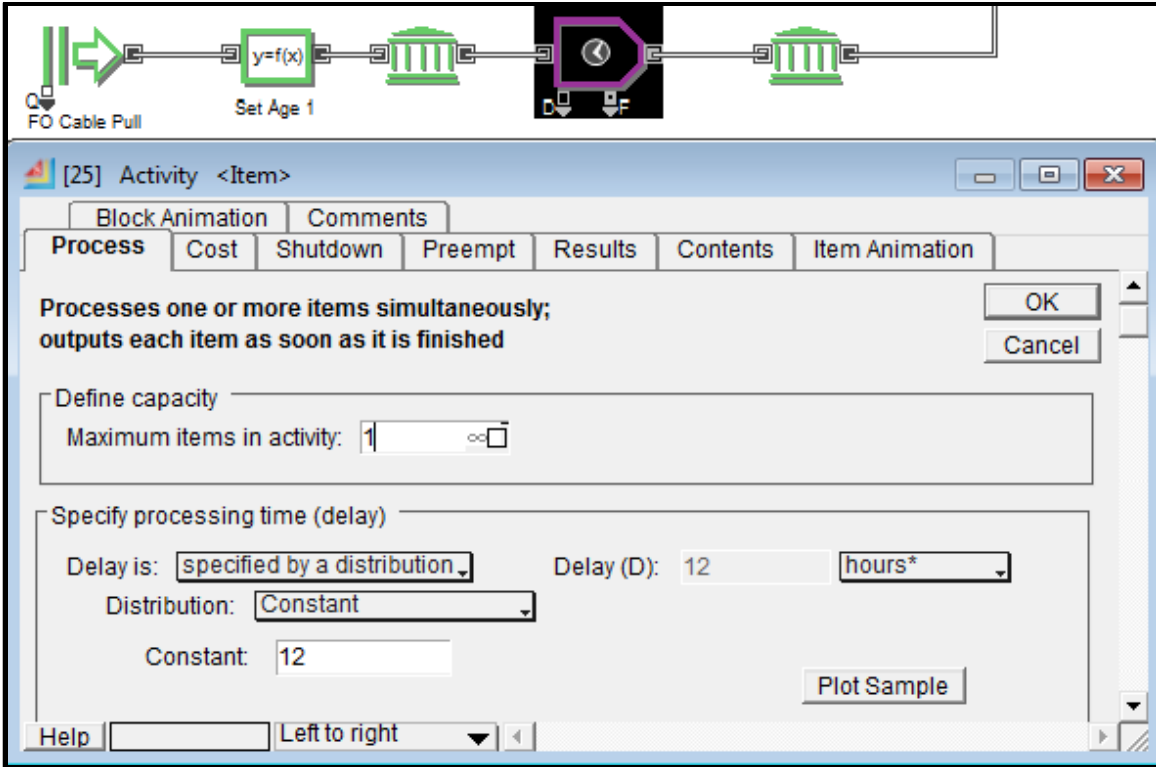 y=f(x)
Q
D F
FO Cable Pull Set Age 1
[25] Activity <Item>
Block Animation Comments
Process Cost Shutdown Preempt Results Contents Item Animation
Processes one or more items simultaneously;
outputs each item as soon as it is finished
OK
Cancel
Define capacity
Maximum items in activity: 1 ∞
Specify processing time (delay)
Delay is: specified by a distribution Delay (D): 12 hours*
Distribution: Constant
Constant: 12
Plot Sample
Help Left to right